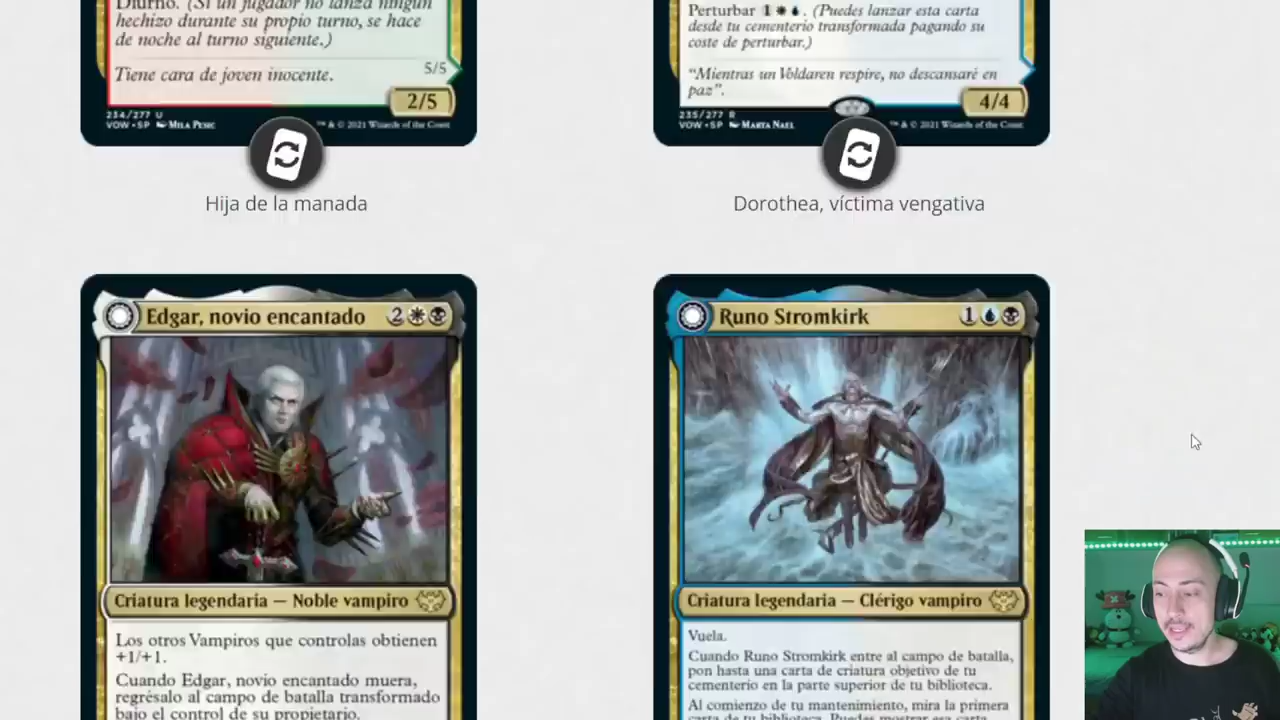 Diurno. (Si un jugador no lanza ningún
hechizo durante su propio turno, se hace
de noche al turno siguiente.)
Tiene cara de joven inocente.
5/5
2/5
234/277 U
VOW • SP MILA PESIC
™ & © 2021 Wizards of the Coast
Hija de la manada
Perturbar 1 . (Puedes lanzar esta carta
desde tu cementerio transformada pagando su
coste de perturbar.)
“Mientras un Voldaren respire, no descansaré en
paz”.
4/4
235/277 R
VOW • SP MARTA NAEL
™ & © 2021 Wizards of the Coast
Dorothea, víctima vengativa
Edgar, novio encantado 2
Criatura legendaria — Noble vampiro
Los otros Vampiros que controlas obtienen
+1/+1.
Cuando Edgar, novio encantado muera,
regrésalo al campo de batalla transformado
bajo el control de su propietario.
Runo Stromkirk 1
Criatura legendaria — Clérigo vampiro
Vuela.
Cuando Runo Stromkirk entre al campo de batalla,
pon hasta una carta de criatura objetivo de tu
cementerio en la parte superior de tu biblioteca.
Al comienzo de tu mantenimiento, mira la primera
carta de tu biblioteca. Puedes mostrar esa carta